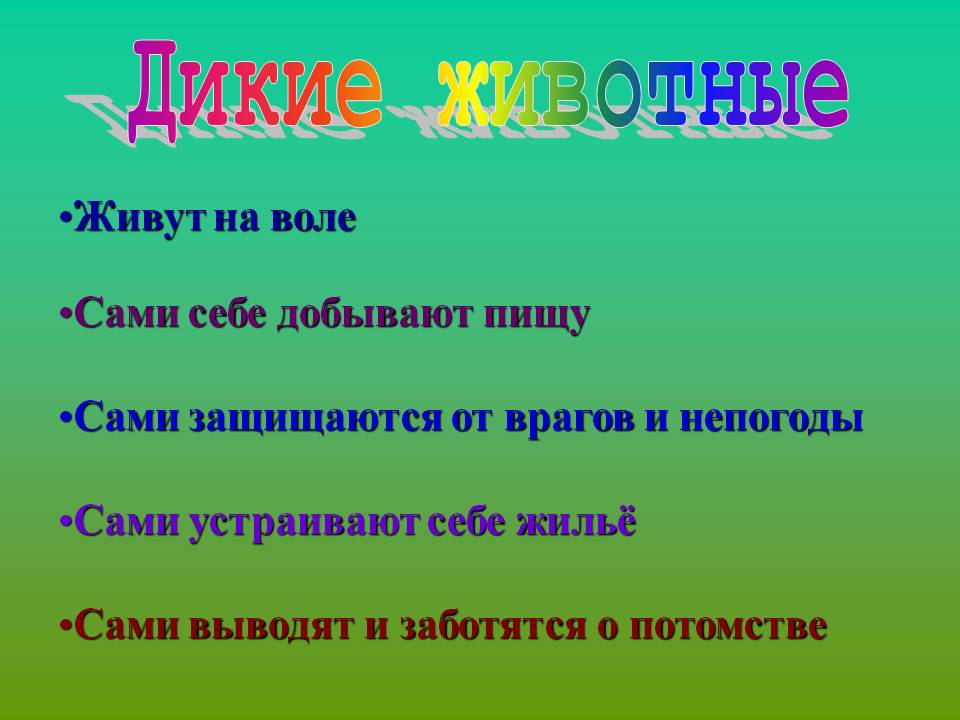 Дикие животные
•Живут на воле
•Сами себе добывают пищу
•Сами защищаются от врагов и непогоды
•Сами устраивают себе жильё
•Сами выводят и заботятся о потомстве